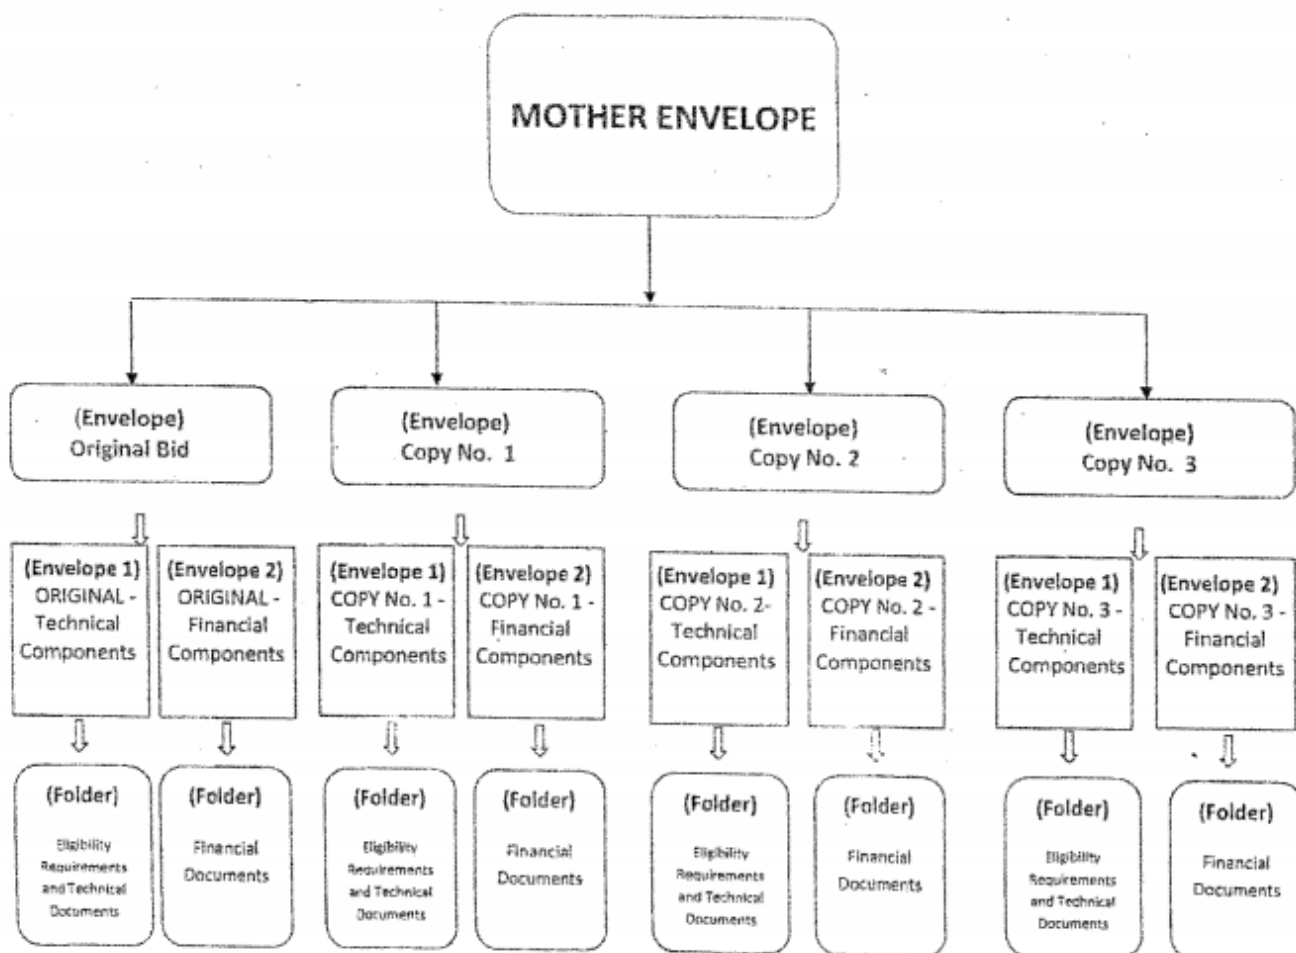 MOTHER ENVELOPE
(Envelope)
Original Bid
(Envelope)
Copy No. 1
(Envelope)
Copy No. 2
(Envelope)
Copy No. 3
(Envelope 1)
ORIGINAL -
Technical
Components
(Envelope 2)
ORIGINAL -
Financial
Components
(Envelope 1)
COPY No. 1 -
Technical
Components
(Envelope 2)
COPY No. 1 -
Financial
Components
(Envelope 1)
COPY No. 2-
Technical
Components
(Envelope 2)
COPY No. 2 -
Financial
Components
(Envelope 1)
COPY No. 3 -
Technical
Components
(Envelope 2)
COPY No. 3 -
Financial
Components
(Folder)
Eligibility
Requirements
and Technical
Documents
(Folder)
Financial
Documents
(Folder)
Eligibility
Requirements
and Technical
Documents
(Folder)
Financial
Documents
(Folder)
Eligibility
Requirements
and Technical
Documents
(Folder)
Financial
Documents
(Folder)
Eligibility
Requirements
and Technical
Documents
(Folder)
Financial
Documents